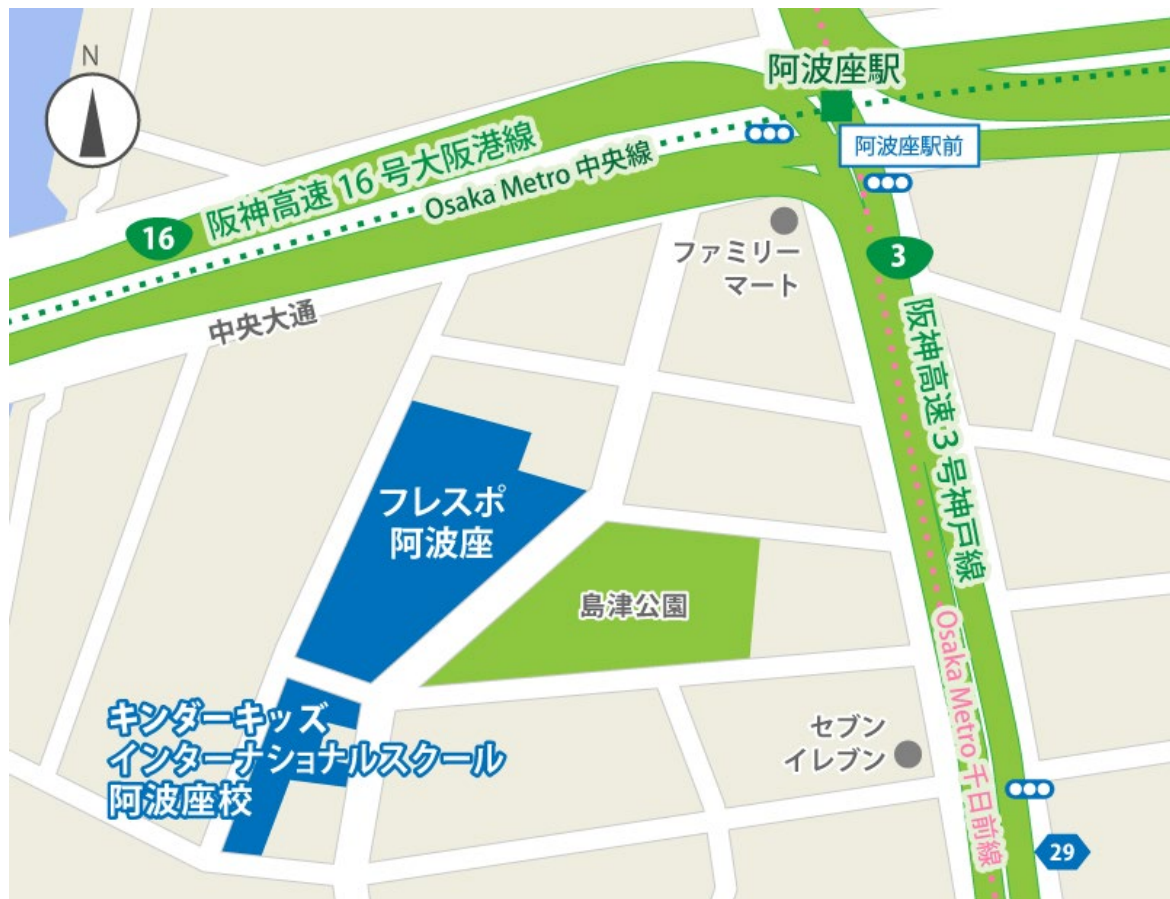 N
阿波座駅
阿波座駅前
阪神高速 16 号大阪港線
Osaka Metro 中央線
16
中央大通
ファミリー
マート
3
阪神高速 3 号神戸線
フレスポ
阿波座
島津公園
Osaka Metro 千日前線
キンダーキッズ
インターナショナルスクール
阿波座校
セブン
イレブン
29